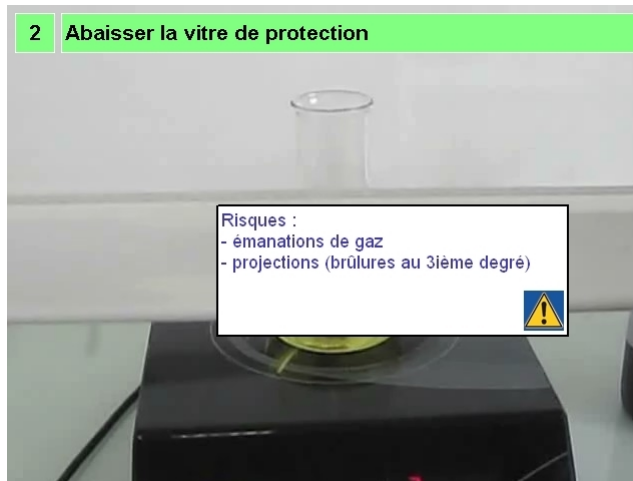 2 Abaisser la vitre de protection
Risques :
- émanations de gaz
- projections (brûlures au 3ième degré)